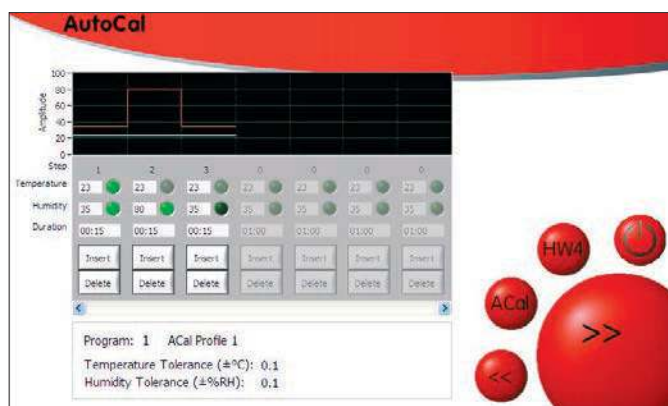 AutoCal
100
80
60
40
20
0
Amplitude
Step 1 2 3 0 0 0 0
Temperature 23 23 23 23 23 23 23
Humidity 35 80 35 35 35 35 35
Duration 00:15 00:15 00:15 01:00 01:00 01:00 01:00
Insert Insert Insert Insert Insert Insert Insert
Delete Delete Delete Delete Delete Delete Delete
HW4
ACal
>>
<<
Program: 1 ACal Profile 1
Temperature Tolerance (±ºC): 0.1
Humidity Tolerance (±%RH): 0.1